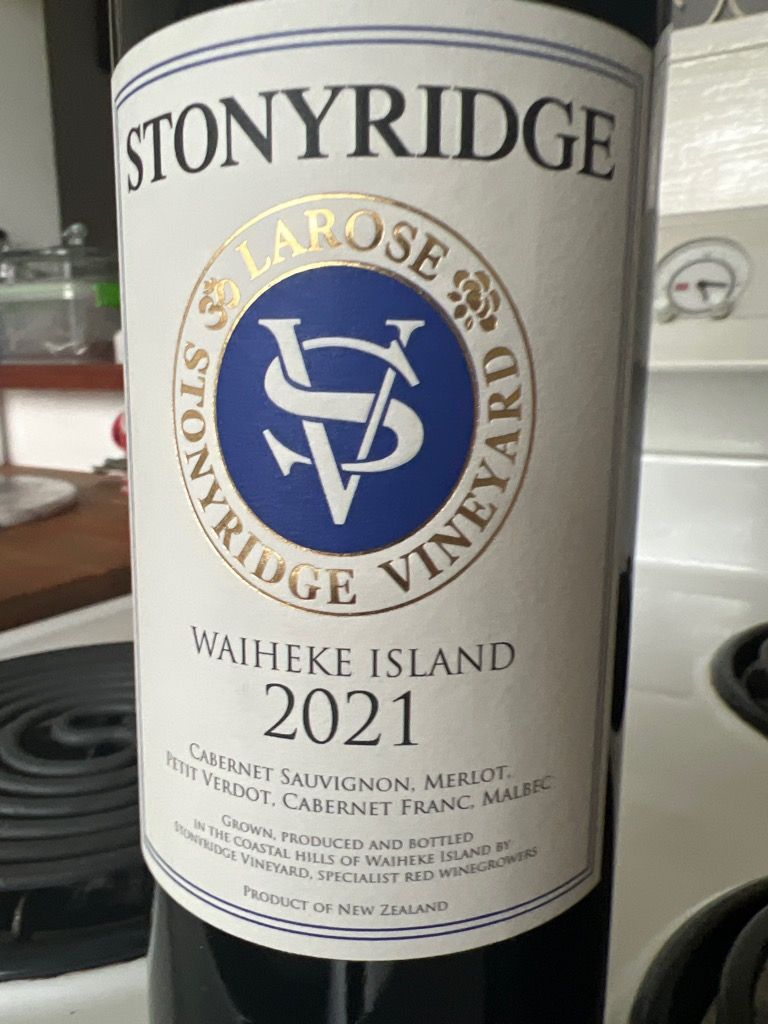 STONYRIDGE
ॐ LAROSE
STONYRIDGE VINEYARD
VS
WAIHEKE ISLAND
2021
CABERNET SAUVIGNON, MERLOT,
PETIT VERDOT, CABERNET FRANC, MALBEC
GROWN, PRODUCED AND BOTTLED
IN THE COASTAL HILLS OF WAIHEKE ISLAND BY
STONYRIDGE VINEYARD, SPECIALIST RED WINEGROWERS
PRODUCT OF NEW ZEALAND